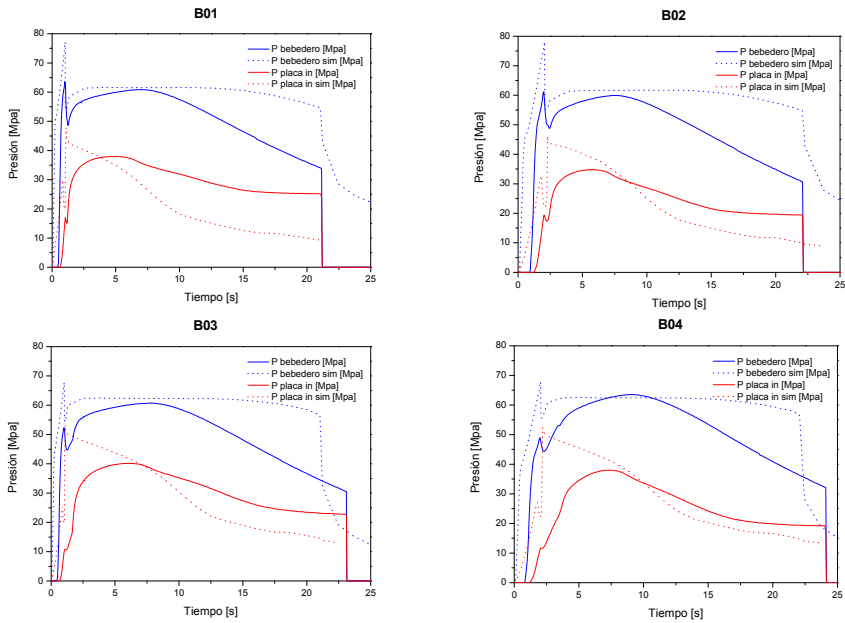 B01
P bebedero [Mpa]
P bebedero sim [Mpa]
P placa in [Mpa]
P placa in sim [Mpa]
Presión [Mpa]
80
70
60
50
40
30
20
10
0
0 5 10 15 20 25
Tiempo [s]
B02
P bebedero [Mpa]
P bebedero sim [Mpa]
P placa in [Mpa]
P placa in sim [Mpa]
Presión [Mpa]
80
70
60
50
40
30
20
10
0
0 5 10 15 20 25
Tiempo [s]
B03
P bebedero [Mpa]
P bebedero sim [Mpa]
P placa in [Mpa]
P placa in sim [Mpa]
Presión [Mpa]
80
70
60
50
40
30
20
10
0
0 5 10 15 20 25
Tiempo [s]
B04
P bebedero [Mpa]
P bebedero sim [Mpa]
P placa in [Mpa]
P placa in sim [Mpa]
Presión [Mpa]
80
70
60
50
40
30
20
10
0
0 5 10 15 20 25
Tiempo [s]